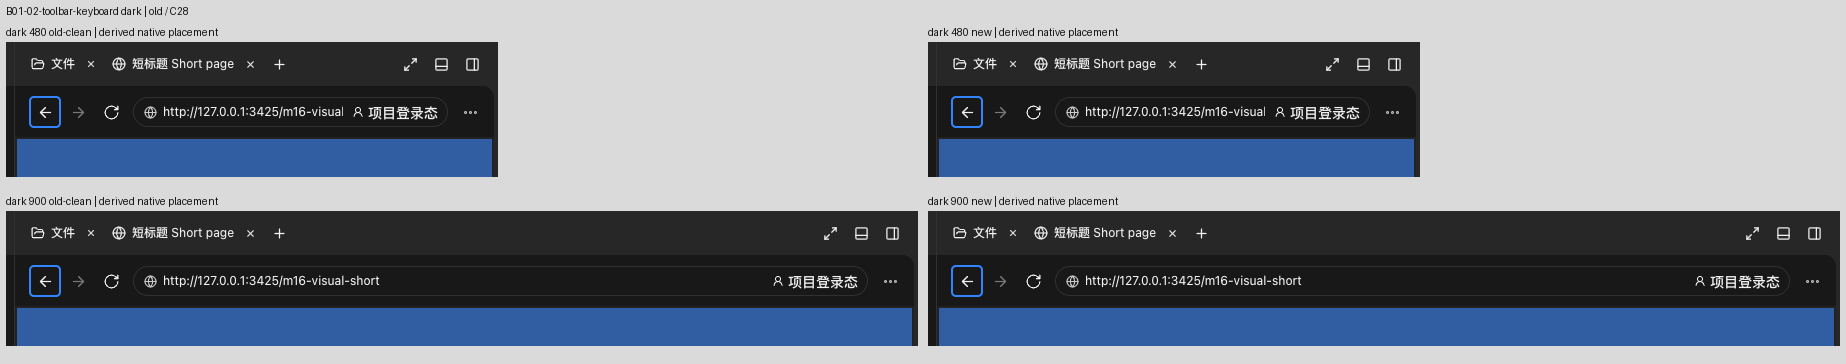 B01-02-toolbar-keyboard dark | old / C28
dark 480 old-clean | derived native placement
文件 × 短标题 Short page × +
http://127.0.0.1:3425/m16-visual 项目登录态 ···
dark 480 new | derived native placement
文件 × 短标题 Short page × +
http://127.0.0.1:3425/m16-visual 项目登录态 ···
dark 900 old-clean | derived native placement
文件 × 短标题 Short page × +
http://127.0.0.1:3425/m16-visual-short 项目登录态 ···
dark 900 new | derived native placement
文件 × 短标题 Short page × +
http://127.0.0.1:3425/m16-visual-short 项目登录态 ···